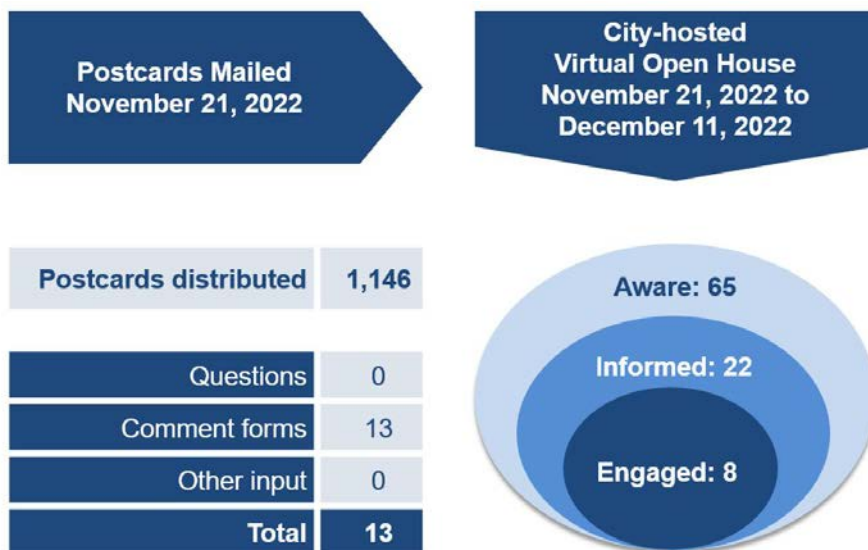 Postcards Mailed
November 21, 2022
City-hosted
Virtual Open House
November 21, 2022 to
December 11, 2022
Postcards distributed 1,146
Questions 0
Comment forms 13
Other input 0
Total 13
Aware: 65
Informed: 22
Engaged: 8